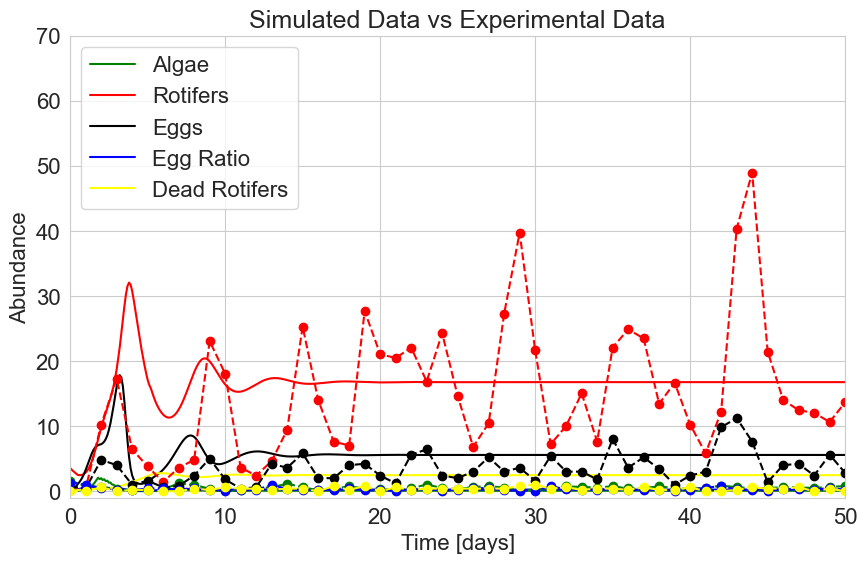 Simulated Data vs Experimental Data
70
60
50
40
30
20
10
0
Abundance
Algae
Rotifers
Eggs
Egg Ratio
Dead Rotifers
0 10 20 30 40 50
Time [days]